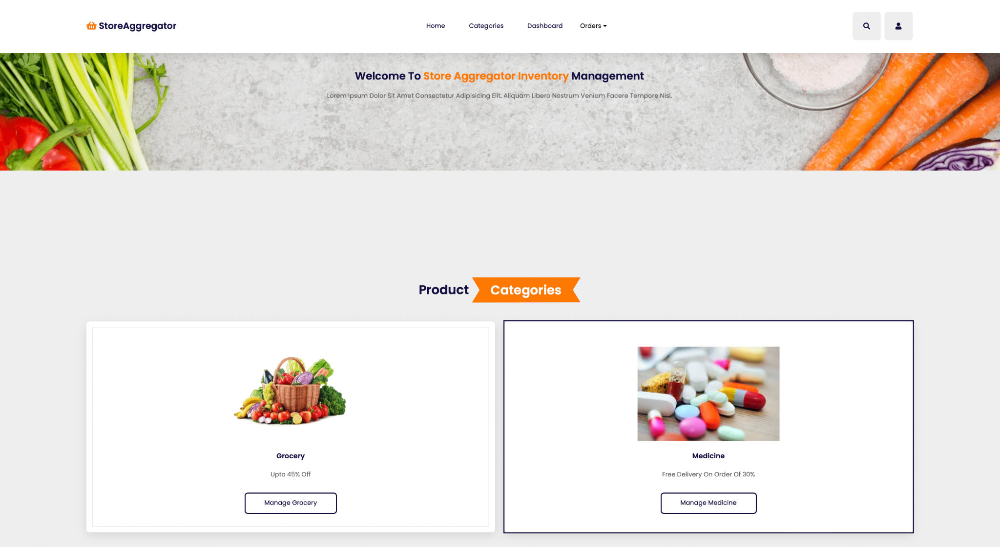 StoreAggregator
Home Categories Dashboard Orders
Welcome To Store Aggregator Inventory Management
Lorem Ipsum Dolor Sit Amet Consectetur Adipisicing Elit. Aliquam Libero Nostrum Veniam Facere Tempore Nisi.
Product Categories
Grocery
Upto 45% Off
Manage Grocery
Medicine
Free Delivery On Order Of 30%
Manage Medicine